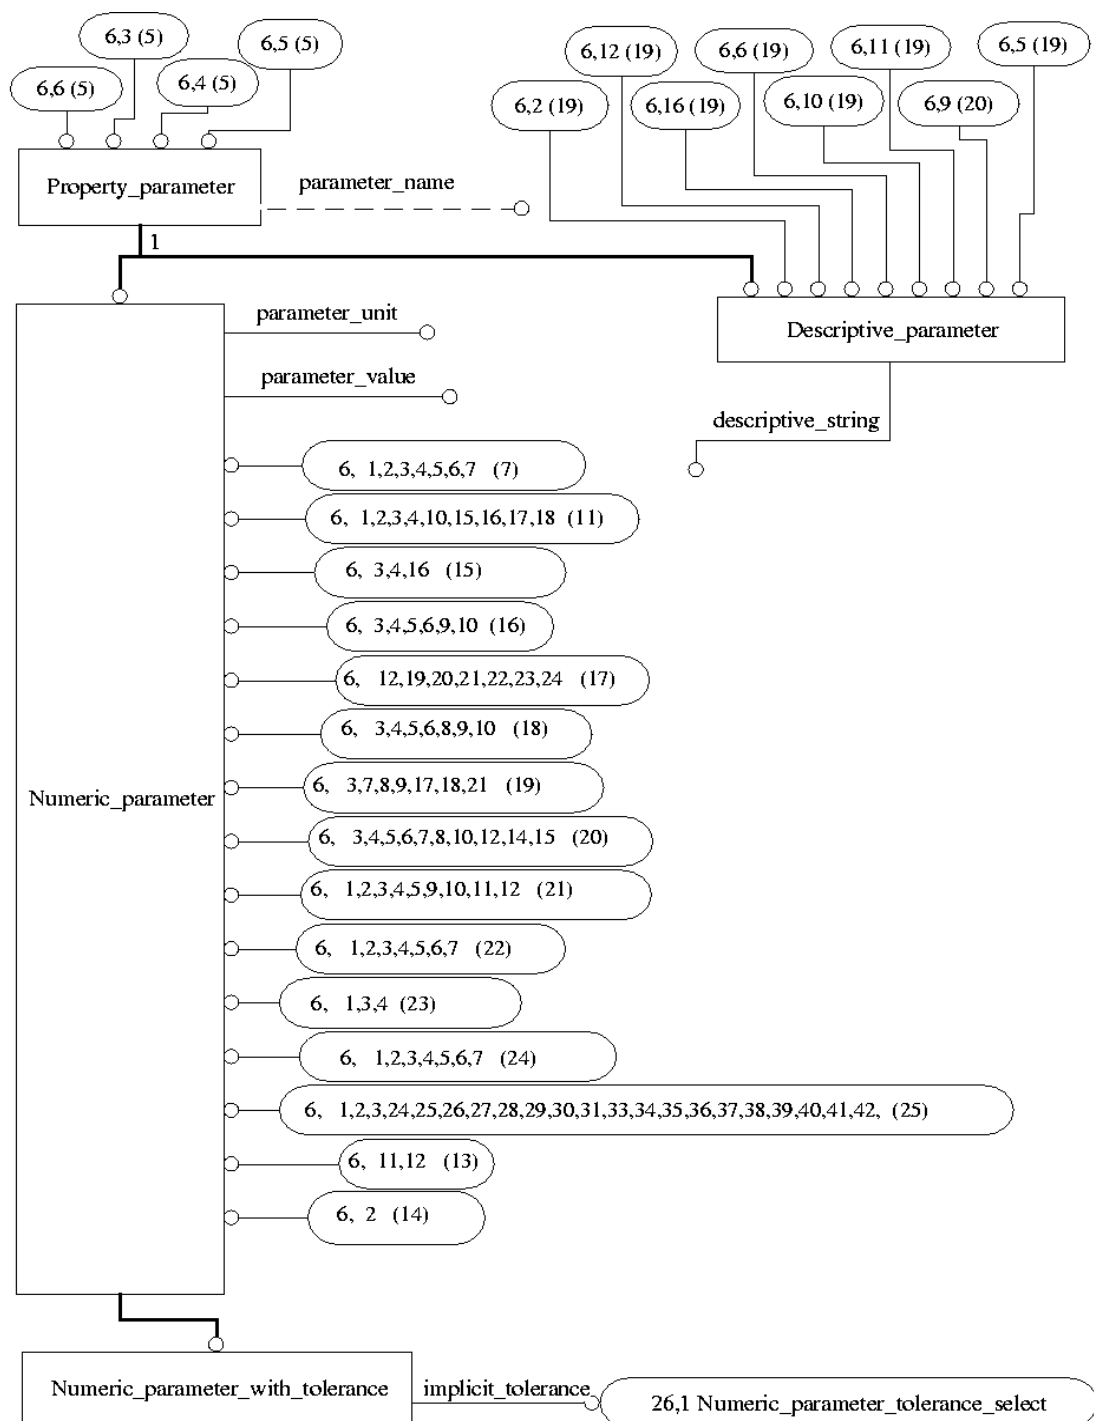 6,3 (5)
6,5 (5)
6,6 (5)
6,4 (5)
6,12 (19)
6,6 (19)
6,11 (19)
6,5 (19)
6,2 (19)
6,16 (19)
6,10 (19)
6,9 (20)
Property_parameter
parameter_name
1
parameter_unit
Descriptive_parameter
parameter_value
descriptive_string
6, 1,2,3,4,5,6,7 (7)
6, 1,2,3,4,10,15,16,17,18 (11)
6, 3,4,16 (15)
6, 3,4,5,6,9,10 (16)
6, 12,19,20,21,22,23,24 (17)
6, 3,4,5,6,8,9,10 (18)
6, 3,7,8,9,17,18,21 (19)
Numeric_parameter
6, 3,4,5,6,7,8,10,12,14,15 (20)
6, 1,2,3,4,5,9,10,11,12 (21)
6, 1,2,3,4,5,6,7 (22)
6, 1,3,4 (23)
6, 1,2,3,4,5,6,7 (24)
6, 1,2,3,24,25,26,27,28,29,30,31,33,34,35,36,37,38,39,40,41,42, (25)
6, 11,12 (13)
6, 2 (14)
Numeric_parameter_with_tolerance
implicit_tolerance
26,1 Numeric_parameter_tolerance_select